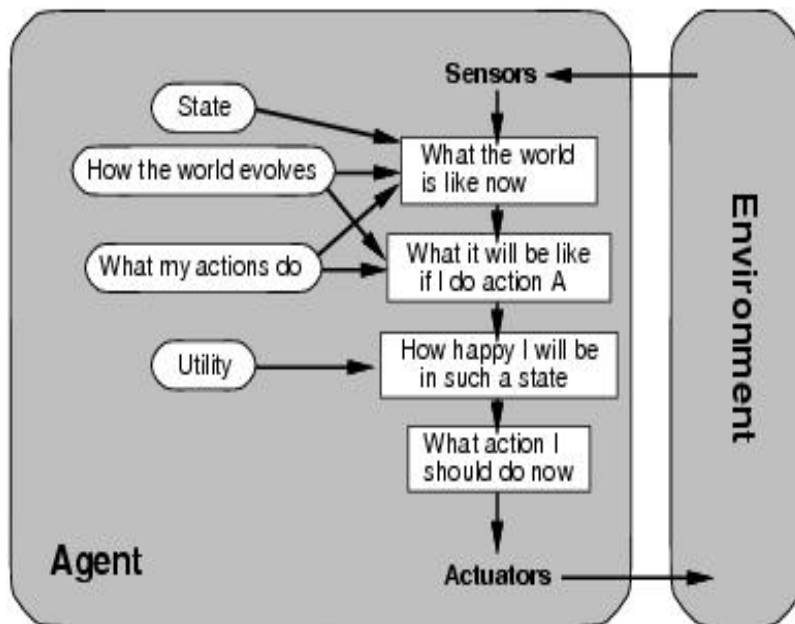 Sensors
State
What the world
is like now
How the world evolves
What my actions do
What it will be like
if I do action A
How happy I will be
in such a state
Utility
What action I
should do now
Agent
Actuators
Environment